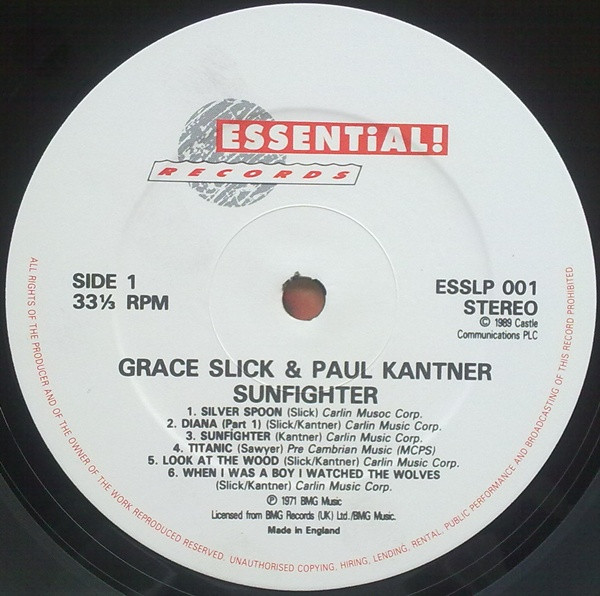 ESSENTiAL!
RECORDS
SIDE 1
33⅓ RPM
ESSLP 001
STEREO
© 1989 Castle
Communications PLC
GRACE SLICK & PAUL KANTNER
SUNFIGHTER
1. SILVER SPOON (Slick) Carlin Musoc Corp.
2. DIANA (Part 1) (Slick/Kantner) Carlin Music Corp.
3. SUNFIGHTER (Kantner) Carlin Music Corp.
4. TITANIC (Sawyer) Pre Cambrian Music (MCPS)
5. LOOK AT THE WOOD (Slick/Kantner) Carlin Music Corp.
6. WHEN I WAS A BOY I WATCHED THE WOLVES
(Slick/Kantner) Carlin Music Corp.
℗ 1971 BMG Music
Licensed from BMG Records (UK) Ltd./BMG Music.
Made in England
ALL RIGHTS OF THE PRODUCER AND OF THE OWNER OF THE WORK REPRODUCED RESERVED. UNAUTHORISED COPYING, HIRING, LENDING, RENTAL, PUBLIC PERFORMANCE AND BROADCASTING OF THIS RECORD PROHIBITED.